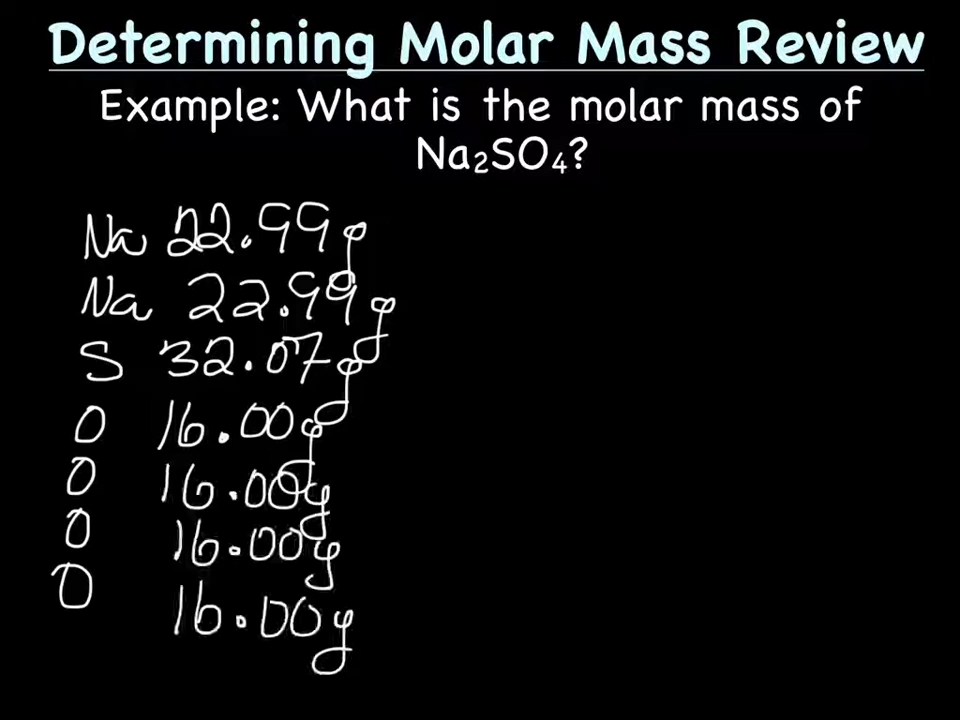 Determining Molar Mass Review
Example: What is the molar mass of
Na₂SO₄?
Na 22.99g
Na 22.99g
S 32.07g
O 16.00g
O 16.00g
O 16.00g
O 16.00g